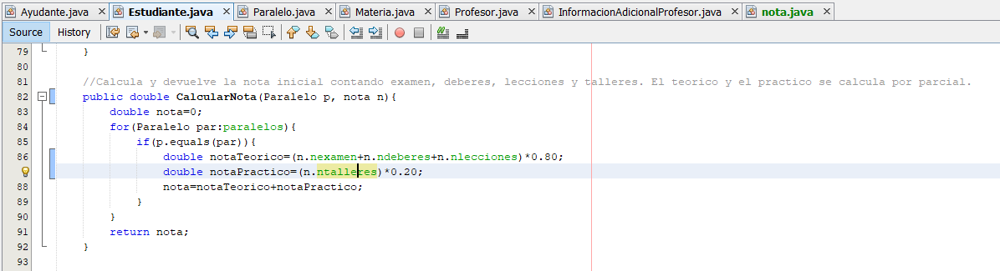 Ayudante.java Estudiante.java Paralelo.java Materia.java Profesor.java InformacionAdicionalProfesor.java nota.java
Source History
79 }
80
81 //Calcula y devuelve la nota inicial contando examen, deberes, lecciones y talleres. El teorico y el practico se calcula por parcial.
82 public double CalcularNota(Paralelo p, nota n){
83 double nota=0;
84 for(Paralelo par:paralelos){
85 if(p.equals(par)){
86 double notaTeorico=(n.nexamen+n.ndeberes+n.nlecciones)*0.80;
double notaPractico=(n.ntalleres)*0.20;
88 nota=notaTeorico+notaPractico;
89 }
90 }
91 return nota;
92 }
93